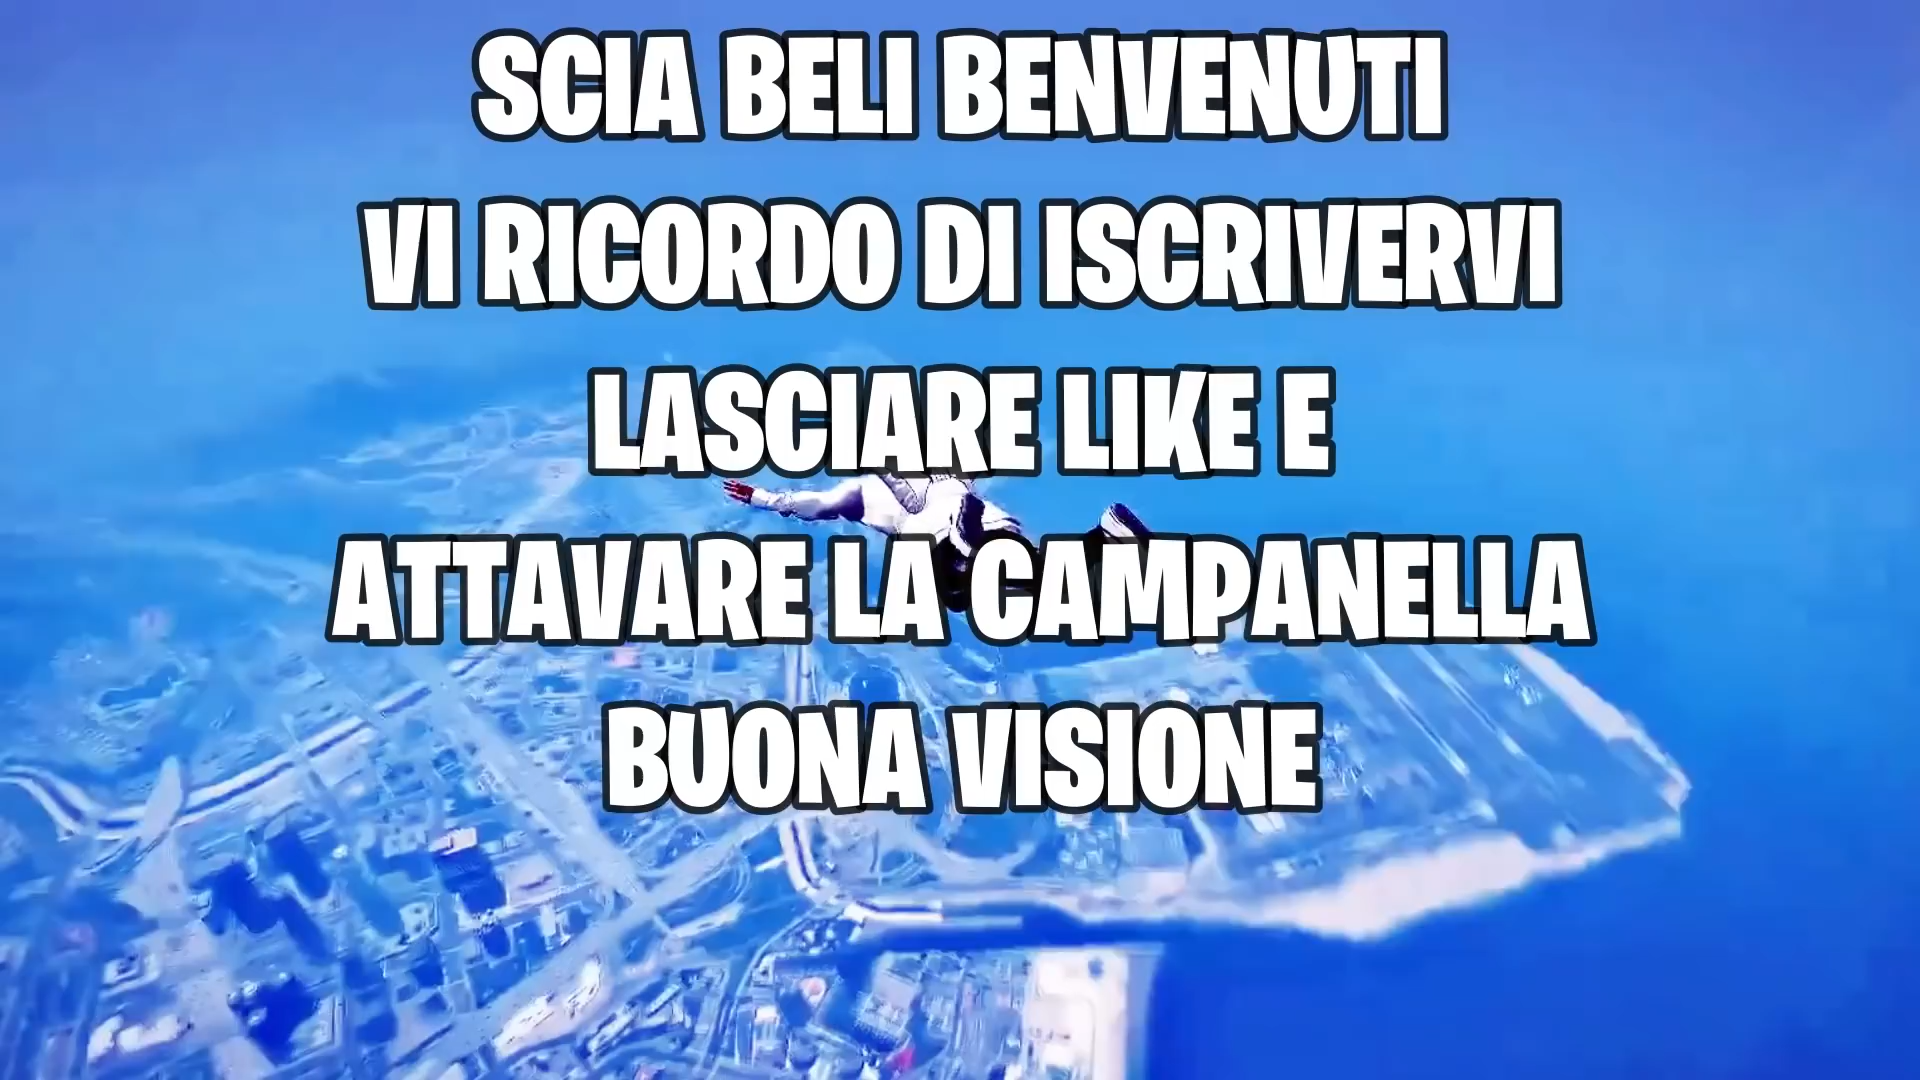 SCIA BELI BENVENUTI
VI RICORDO DI ISCRIVERVI
LASCIARE LIKE E
ATTAVARE LA CAMPANELLA
BUONA VISIONE